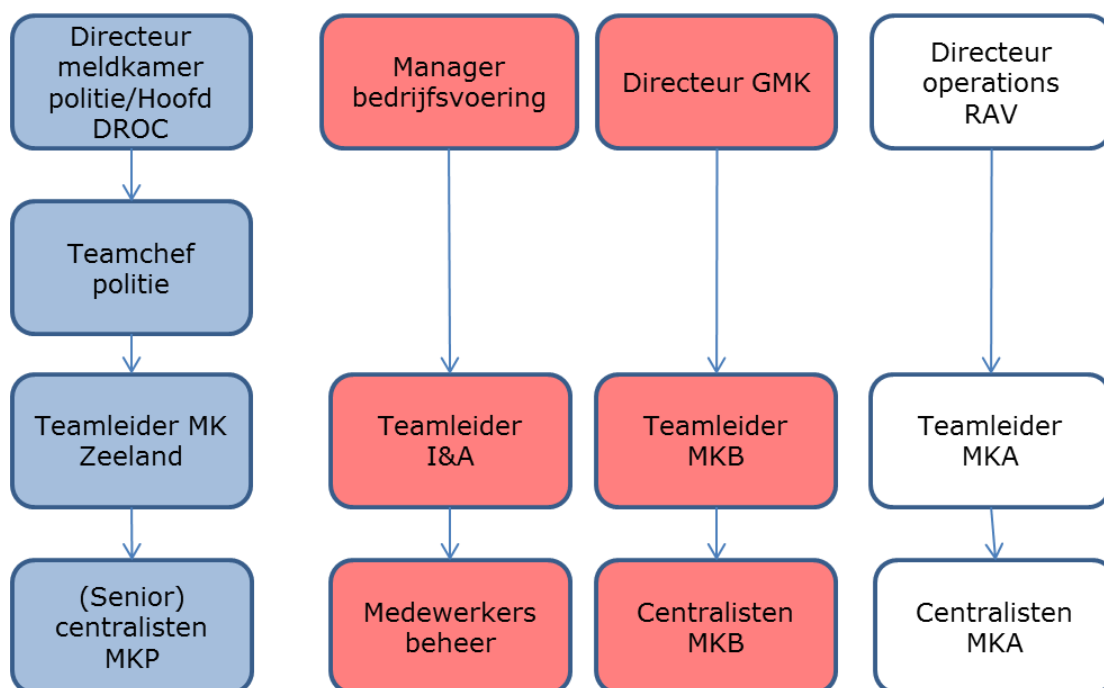 Directeur
meldkamer
politie/Hoofd
DROC
Manager
bedrijfsvoering
Directeur GMK
Directeur
operations
RAV
Teamchef
politie
Teamleider MK
Zeeland
Teamleider
I&A
Teamleider
MKB
Teamleider
MKA
(Senior)
centralisten
MKP
Medewerkers
beheer
Centralisten
MKB
Centralisten
MKA